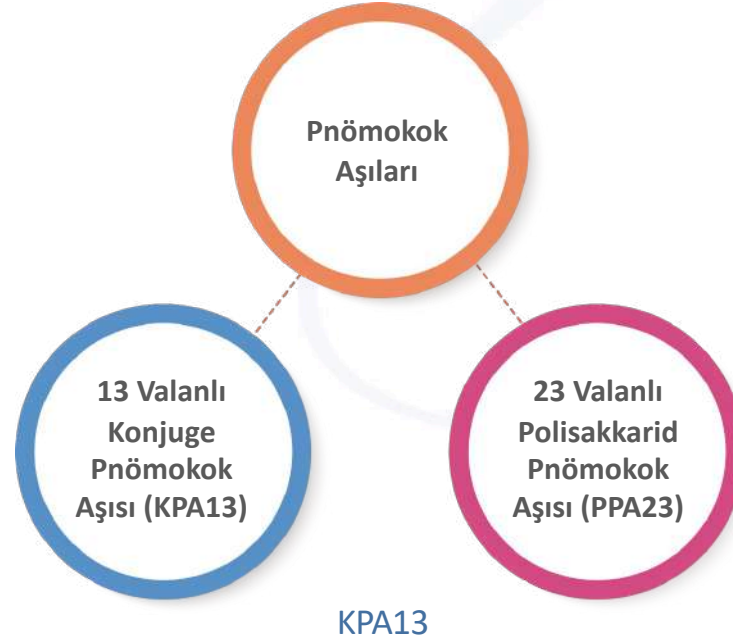 Pnömokok
Aşıları
13 Valanlı
Konjuge
Pnömokok
Aşısı (KPA13)
23 Valanlı
Polisakkarid
Pnömokok
Aşısı (PPA23)
KPA13